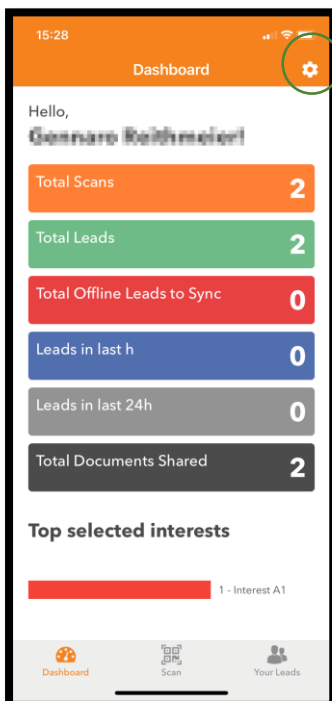 15:28
Dashboard
Hello,
Total Scans 2
Total Leads 2
Total Offline Leads to Sync 0
Leads in last h 0
Leads in last 24h 0
Total Documents Shared 2
Top selected interests
1 - Interest A1
Dashboard Scan Your Leads